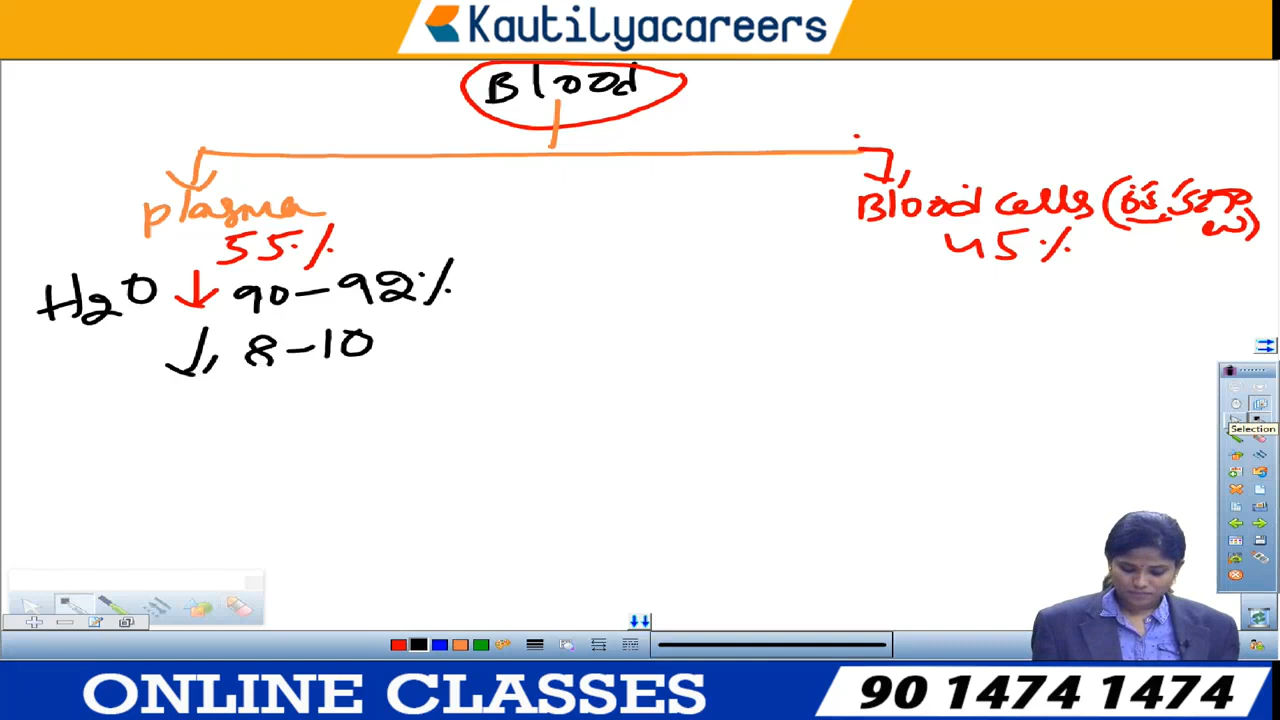 Kautilyacareers
Blood
plasma
55%
Blood cells (
45%
H2O 90-92%
8-10
Selection
ONLINE CLASSES
90 1474 1474